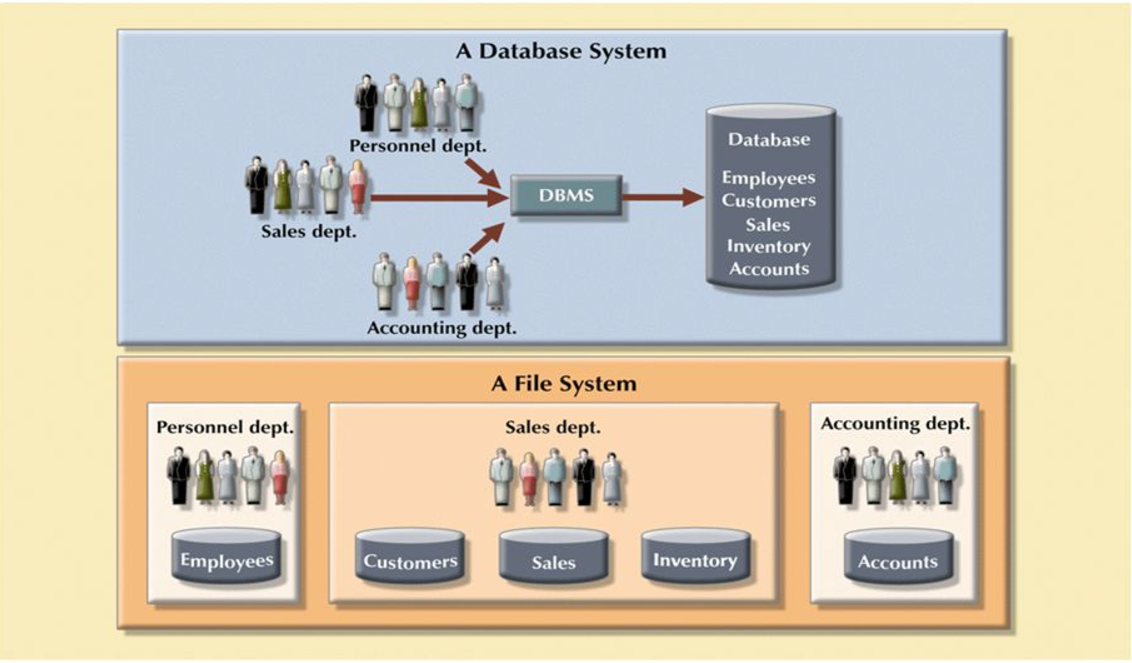 A Database System
Personnel dept.
Sales dept.
Accounting dept.
DBMS
Database
Employees
Customers
Sales
Inventory
Accounts
A File System
Personnel dept.
Employees
Sales dept.
Customers
Sales
Inventory
Accounting dept.
Accounts